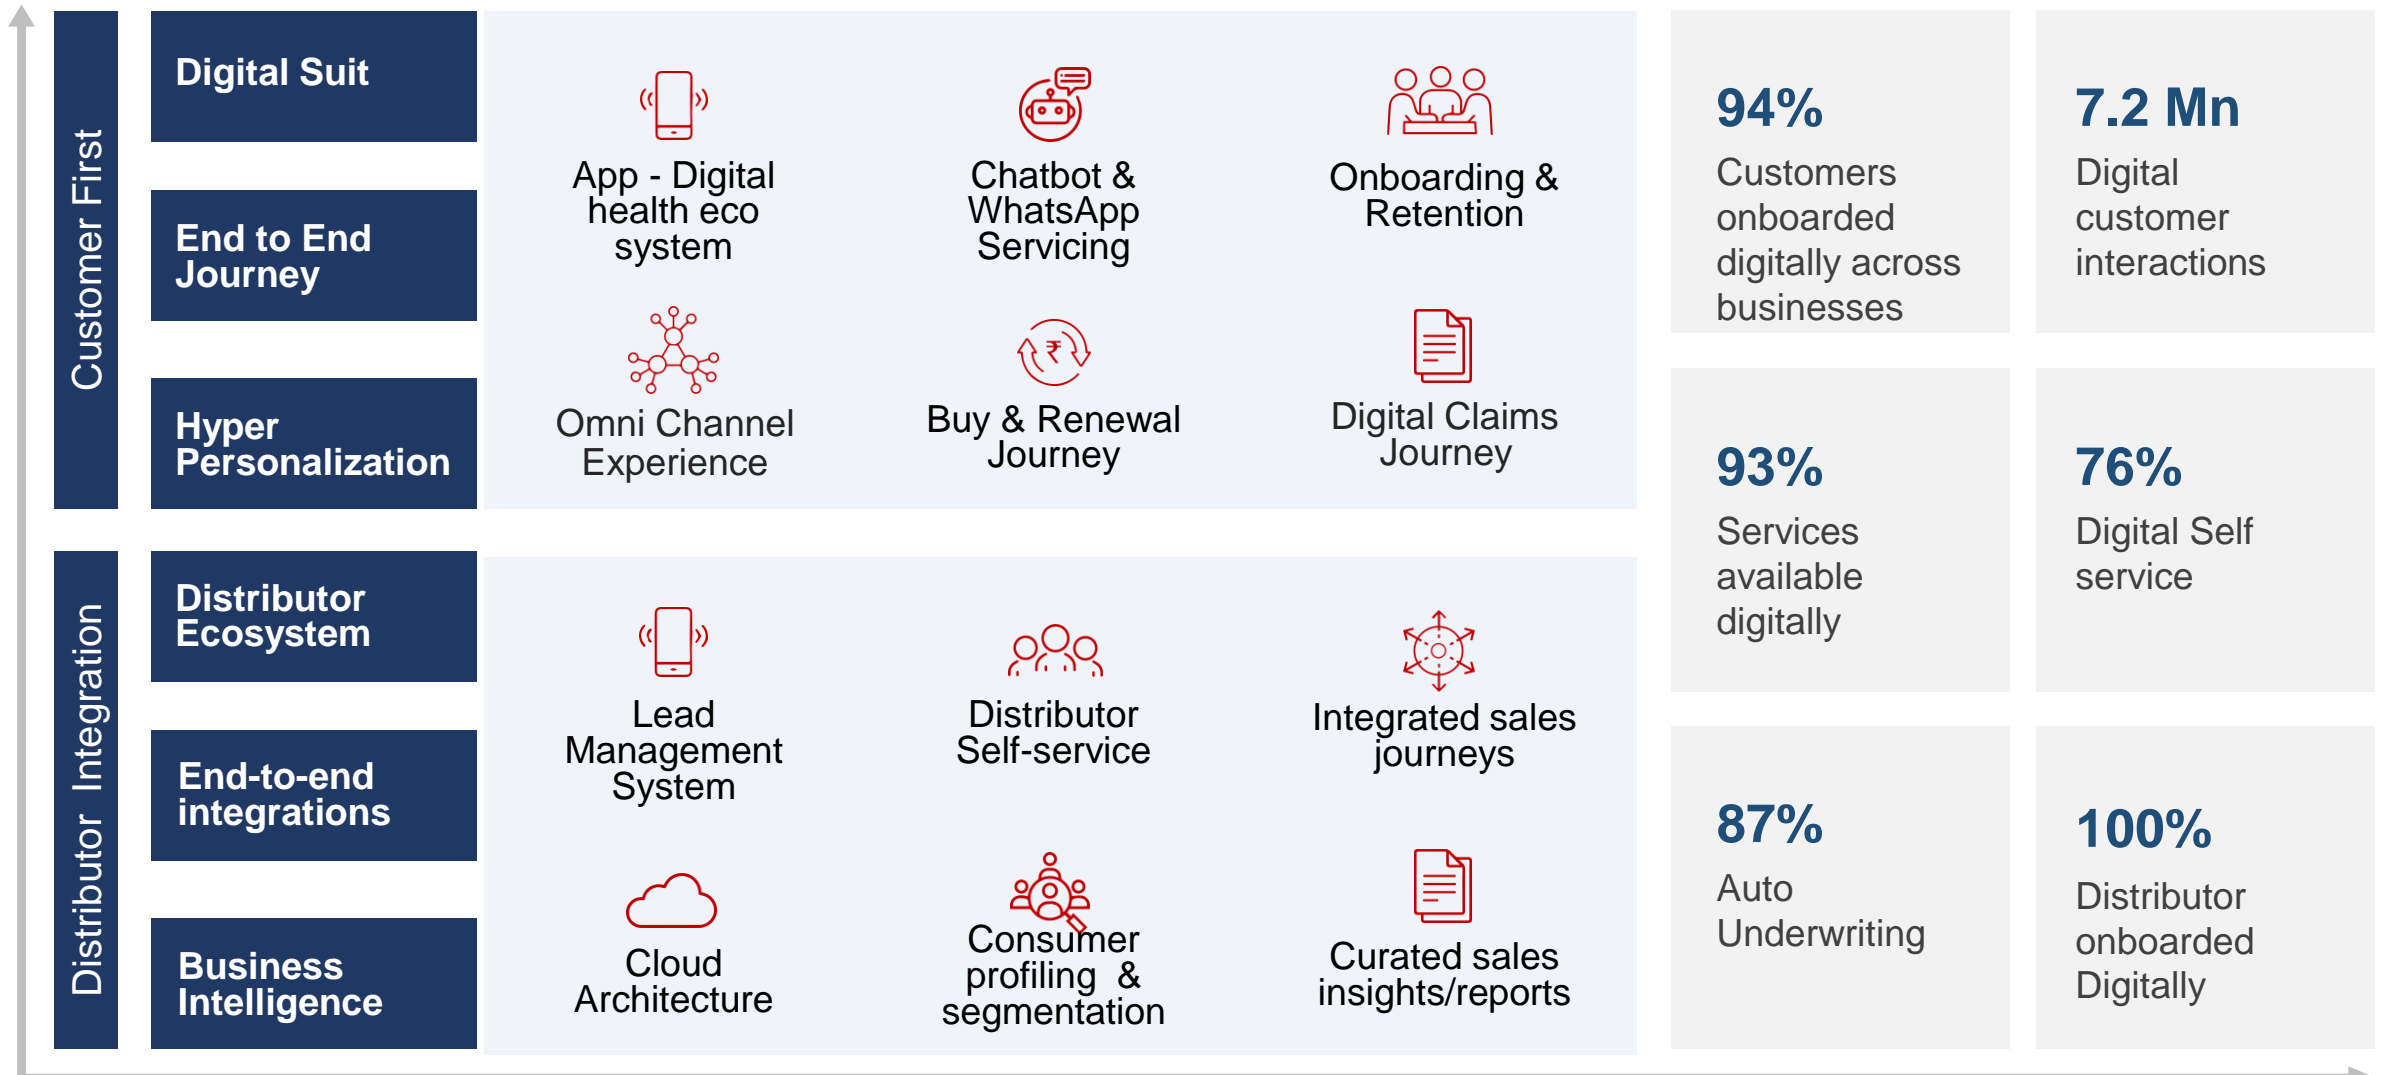 Customer First
Digital Suit
End to End
Journey
Hyper
Personalization
App - Digital
health eco
system
Chatbot &
WhatsApp
Servicing
Onboarding &
Retention
Omni Channel
Experience
Buy & Renewal
Journey
Digital Claims
Journey
Distributor Integration
Distributor
Ecosystem
End-to-end
integrations
Business
Intelligence
Lead
Management
System
Distributor
Self-service
Integrated sales
journeys
Cloud
Architecture
Consumer
profiling &
segmentation
Curated sales
insights/reports
94%
Customers
onboarded
digitally across
businesses
7.2 Mn
Digital
customer
interactions
93%
Services
available
digitally
76%
Digital Self
service
87%
Auto
Underwriting
100%
Distributor
onboarded
Digitally